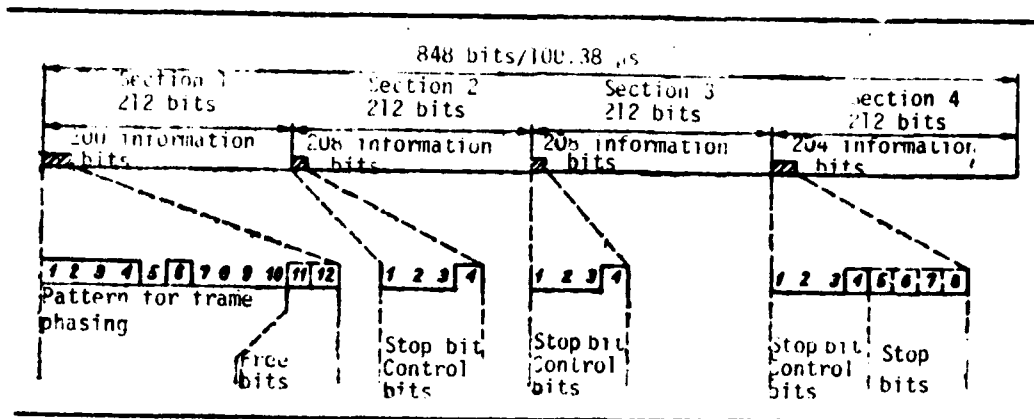 848 bits/100.38 µs
Section 1
212 bits
Section 2
212 bits
Section 3
212 bits
Section 4
212 bits
200 information
bits
208 information
bits
208 information
bits
204 information
bits
1 2 3 4 5 6 7 8 9 10 11 12
1 2 3 4
1 2 3 4
1 2 3 4 5 6 7 8
Pattern for frame
phasing
Free
bits
Stop bit
Control
bits
Stop bit
Control
bits
Stop bit
Control
bits
Stop
bits